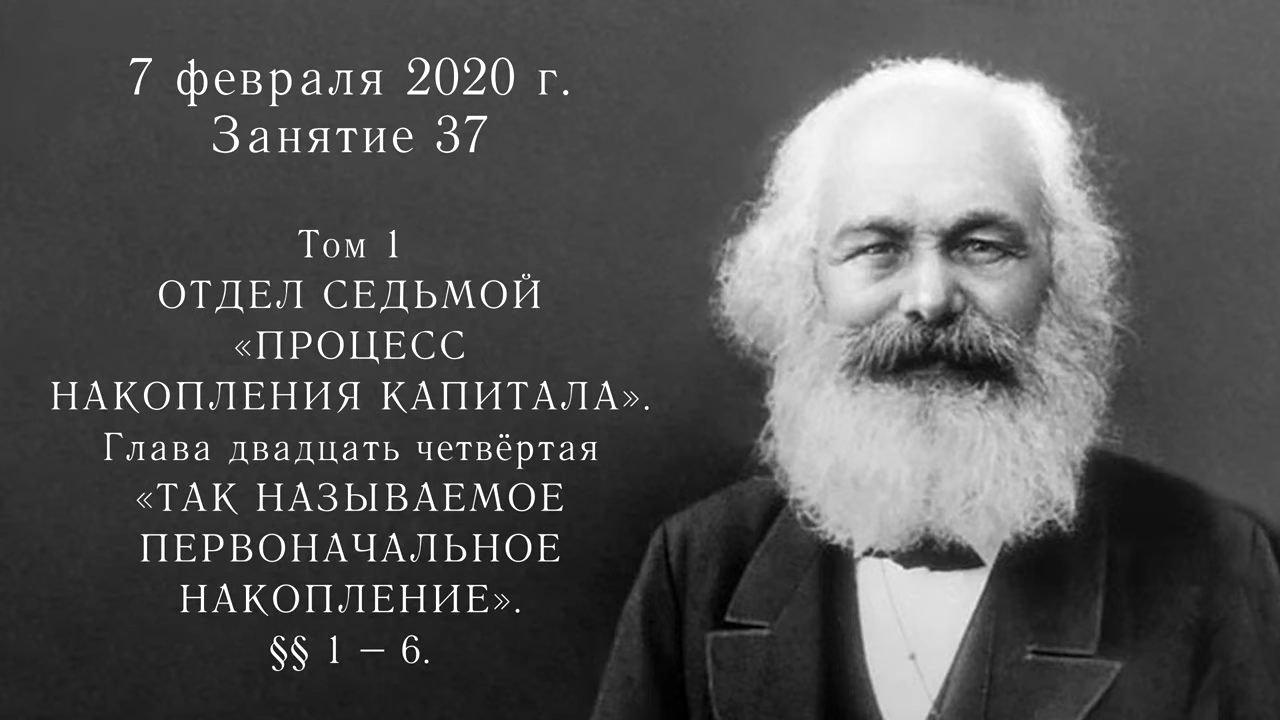 7 февраля 2020 г.
Занятие 37
Том 1
ОТДЕЛ СЕДЬМОЙ
«ПРОЦЕСС
НАКОПЛЕНИЯ КАПИТАЛА».
Глава двадцать четвёртая
«ТАК НАЗЫВАЕМОЕ
ПЕРВОНАЧАЛЬНОЕ
НАКОПЛЕНИЕ».
§§ 1 – 6.